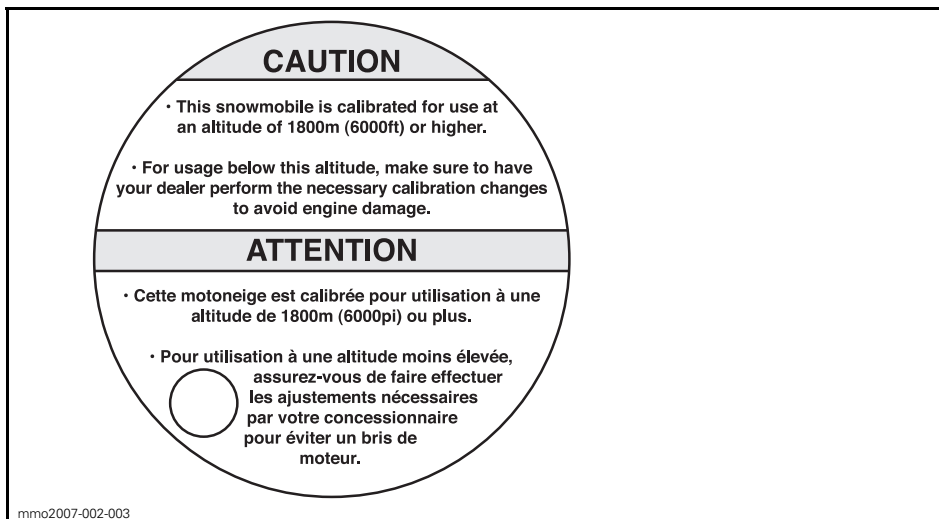 CAUTION
• This snowmobile is calibrated for use at
an altitude of 1800m (6000ft) or higher.
• For usage below this altitude, make sure to have
your dealer perform the necessary calibration changes
to avoid engine damage.
ATTENTION
• Cette motoneige est calibrée pour utilisation à une
altitude de 1800m (6000pi) ou plus.
• Pour utilisation à une altitude moins élevée,
assurez-vous de faire effectuer
les ajustements nécessaires
par votre concessionnaire
pour éviter un bris de
moteur.
mmo2007-002-003